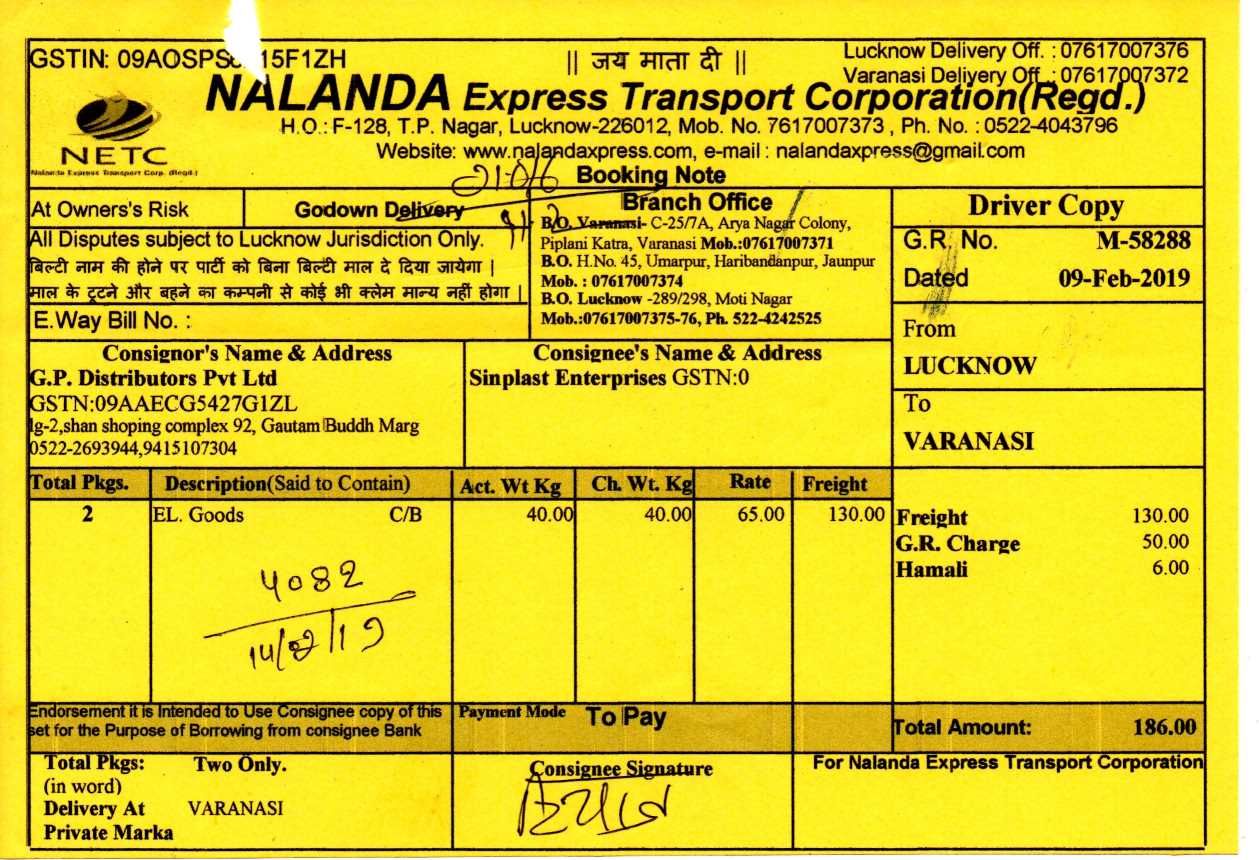 GSTIN: 09AOSPS 15F1ZH
|| जय माता दी ||
Lucknow Delivery Off. : 07617007376
Varanasi Delivery Off. : 07617007372
NALANDA Express Transport Corporation(Regd.)
H.O.: F-128, T.P. Nagar, Lucknow-226012, Mob. No. 7617007373 , Ph. No. : 0522-4043796
Website: www.nalandaxpress.com, e-mail : nalandaxpress@gmail.com
NETC
Nalanda Express Transport Corp. (Regd.)
Booking Note
At Owners's Risk
Godown Delivery
All Disputes subject to Lucknow Jurisdiction Only.
बिल्टी नाम की होने पर पार्टी को बिना बिल्टी माल दे दिया जायेगा |
माल के टूटने और बहने का कम्पनी से कोई भी क्लेम मान्य नहीं होगा |
E.Way Bill No. :
Branch Office
B.O. Varanasi- C-25/7A, Arya Nagar Colony,
Piplani Katra, Varanasi Mob.:07617007371
B.O. H.No. 45, Umarpur, Haribandanpur, Jaunpur
Mob. : 07617007374
B.O. Lucknow -289/298, Moti Nagar
Mob.:07617007375-76, Ph. 522-4242525
Driver Copy
G.R. No. M-58288
Dated 09-Feb-2019
From
LUCKNOW
To
VARANASI
Consignor's Name & Address
G.P. Distributors Pvt Ltd
GSTN:09AAECG5427G1ZL
lg-2,shan shoping complex 92, Gautam Buddh Marg
0522-2693944,9415107304
Consignee's Name & Address
Sinplast Enterprises GSTN:0
Total Pkgs. Description(Said to Contain) Act. Wt Kg Ch. Wt. Kg Rate Freight
2 EL. Goods C/B 40.00 40.00 65.00 130.00
4082
14/2/19
Freight 130.00
G.R. Charge 50.00
Hamali 6.00
Endorsement it is Intended to Use Consignee copy of this
set for the Purpose of Borrowing from consignee Bank
Payment Mode To Pay
Total Amount: 186.00
Total Pkgs: Two Only.
(in word)
Delivery At VARANASI
Private Marka
Consignee Signature
For Nalanda Express Transport Corporation